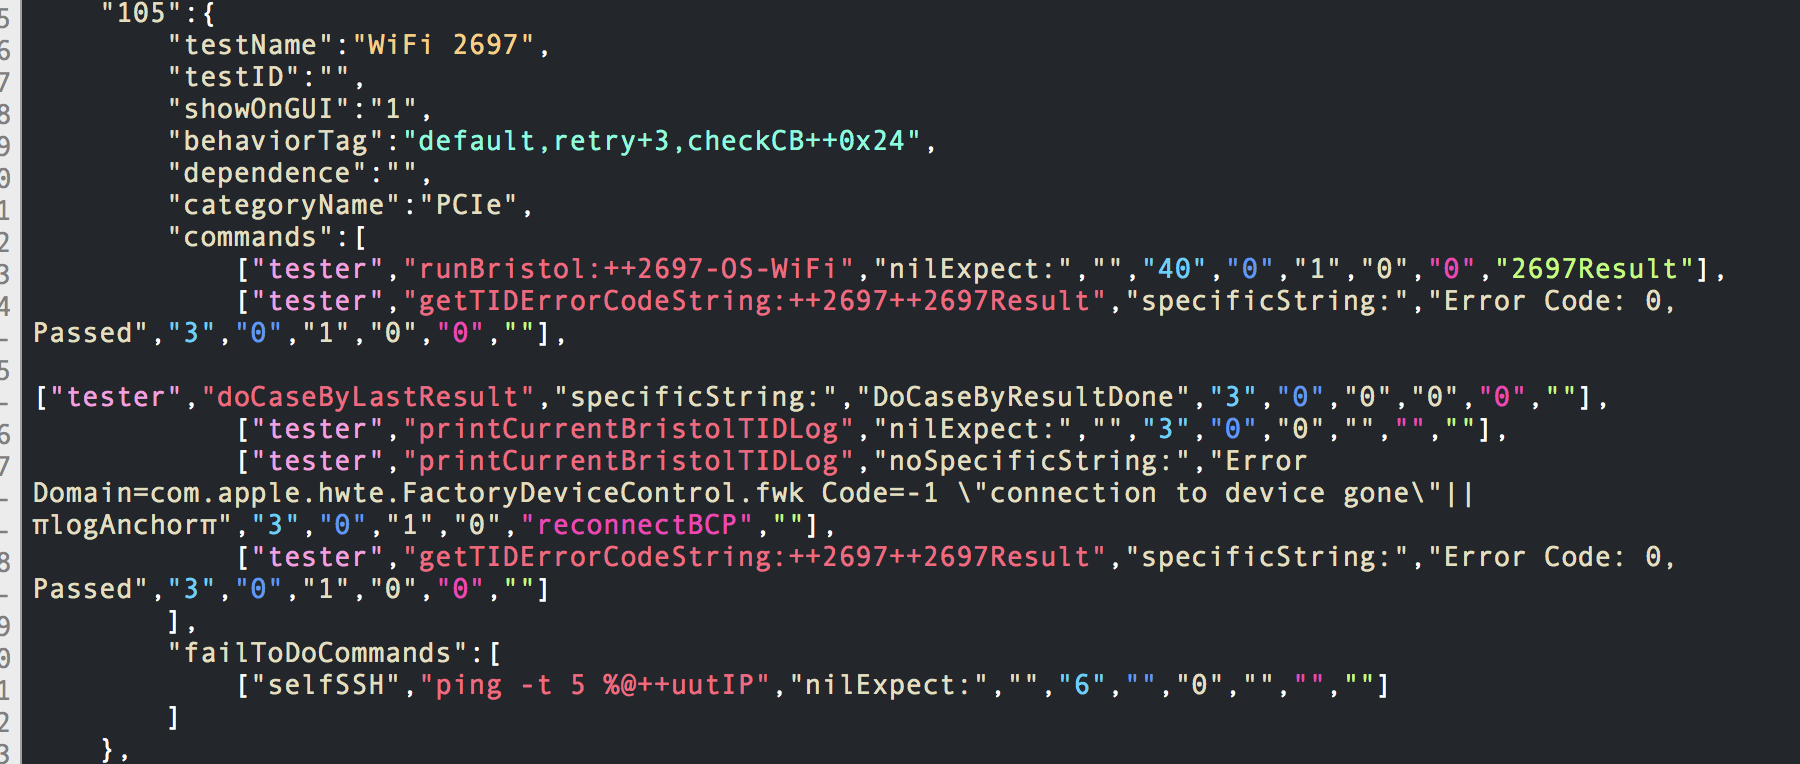 5 "105":{
6 "testName":"WiFi 2697",
7 "testID":"",
8 "showOnGUI":"1",
9 "behaviorTag":"default,retry+3,checkCB++0x24",
0 "dependence":"",
1 "categoryName":"PCIe",
2 "commands":[
3 ["tester","runBristol:++2697-OS-WiFi","nilExpect:","","40","0","1","0","0","2697Result"],
4 ["tester","getTIDErrorCodeString:++2697++2697Result","specificString:","Error Code: 0,
- Passed","3","0","1","0","0",""],
5
- ["tester","doCaseByLastResult","specificString:","DoCaseByResultDone","3","0","0","0","0",""],
6 ["tester","printCurrentBristolTIDLog","nilExpect:","","3","0","0","","",""],
7 ["tester","printCurrentBristolTIDLog","noSpecificString:","Error
- Domain=com.apple.hwte.FactoryDeviceControl.fwk Code=-1 \"connection to device gone\"||
- πlogAnchorπ","3","0","1","0","reconnectBCP",""],
8 ["tester","getTIDErrorCodeString:++2697++2697Result","specificString:","Error Code: 0,
- Passed","3","0","1","0","0",""]
9 ],
0 "failToDoCommands":[
1 ["selfSSH","ping -t 5 %@++uutIP","nilExpect:","","6","","0","","",""]
2 ]
3 },